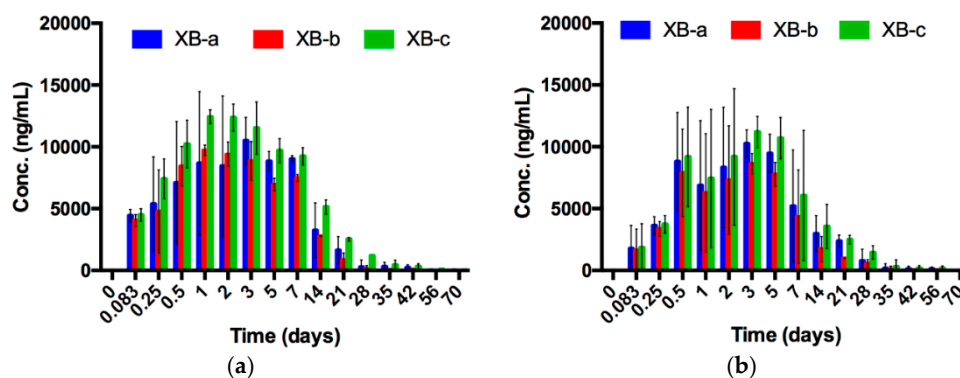 20000
XB-a XB-b XB-c
15000
10000
5000
0
Conc. (ng/mL)
0 0.083 0.25 0.5 1 2 3 5 7 14 21 28 35 42 56 70
Time (days)
(a)
20000
XB-a XB-b XB-c
15000
10000
5000
0
Conc. (ng/mL)
0 0.083 0.25 0.5 1 2 3 5 7 14 21 28 35 42 56 70
Time (days)
(b)